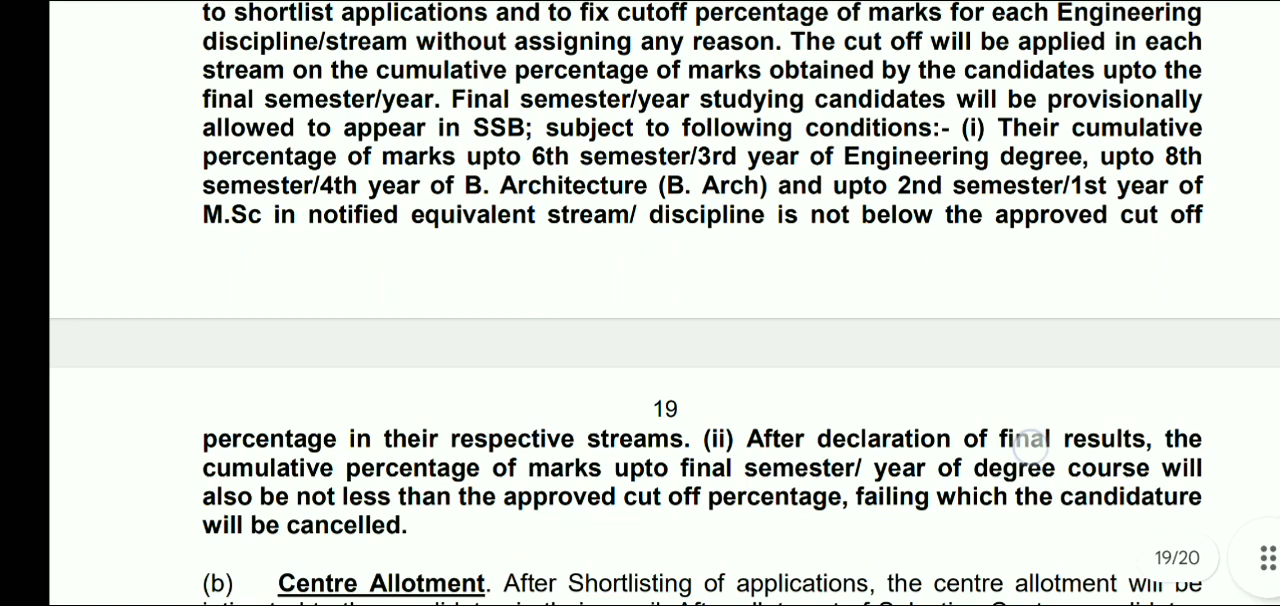 to shortlist applications and to fix cutoff percentage of marks for each Engineering
discipline/stream without assigning any reason. The cut off will be applied in each
stream on the cumulative percentage of marks obtained by the candidates upto the
final semester/year. Final semester/year studying candidates will be provisionally
allowed to appear in SSB; subject to following conditions:- (i) Their cumulative
percentage of marks upto 6th semester/3rd year of Engineering degree, upto 8th
semester/4th year of B. Architecture (B. Arch) and upto 2nd semester/1st year of
M.Sc in notified equivalent stream/ discipline is not below the approved cut off
19
percentage in their respective streams. (ii) After declaration of final results, the
cumulative percentage of marks upto final semester/ year of degree course will
also be not less than the approved cut off percentage, failing which the candidature
will be cancelled.
19/20
(b) Centre Allotment. After Shortlisting of applications, the centre allotment will be